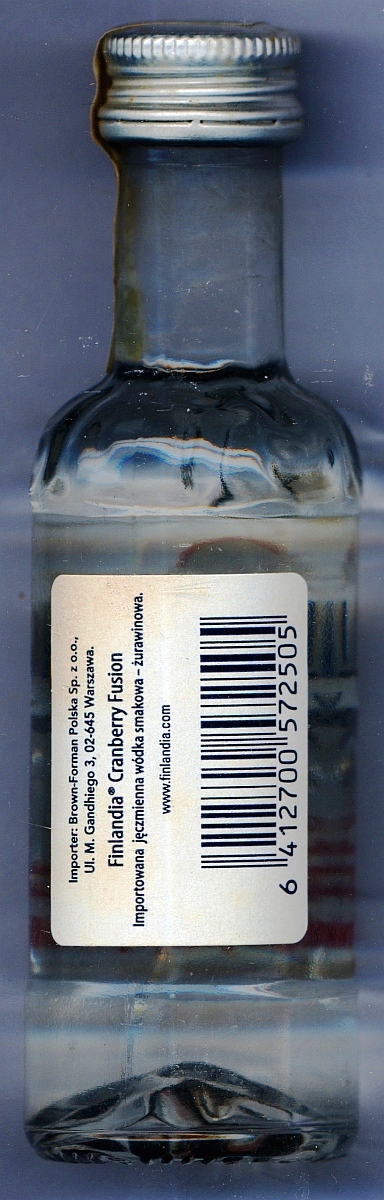 Importer: Brown-Forman Polska Sp. z o.o.,
Ul. M. Gandhiego 3, 02-645 Warszawa.
Finlandia® Cranberry Fusion
Importowana jęczmienna wódka smakowa – żurawinowa.
www.finlandia.com
6 412700 572505